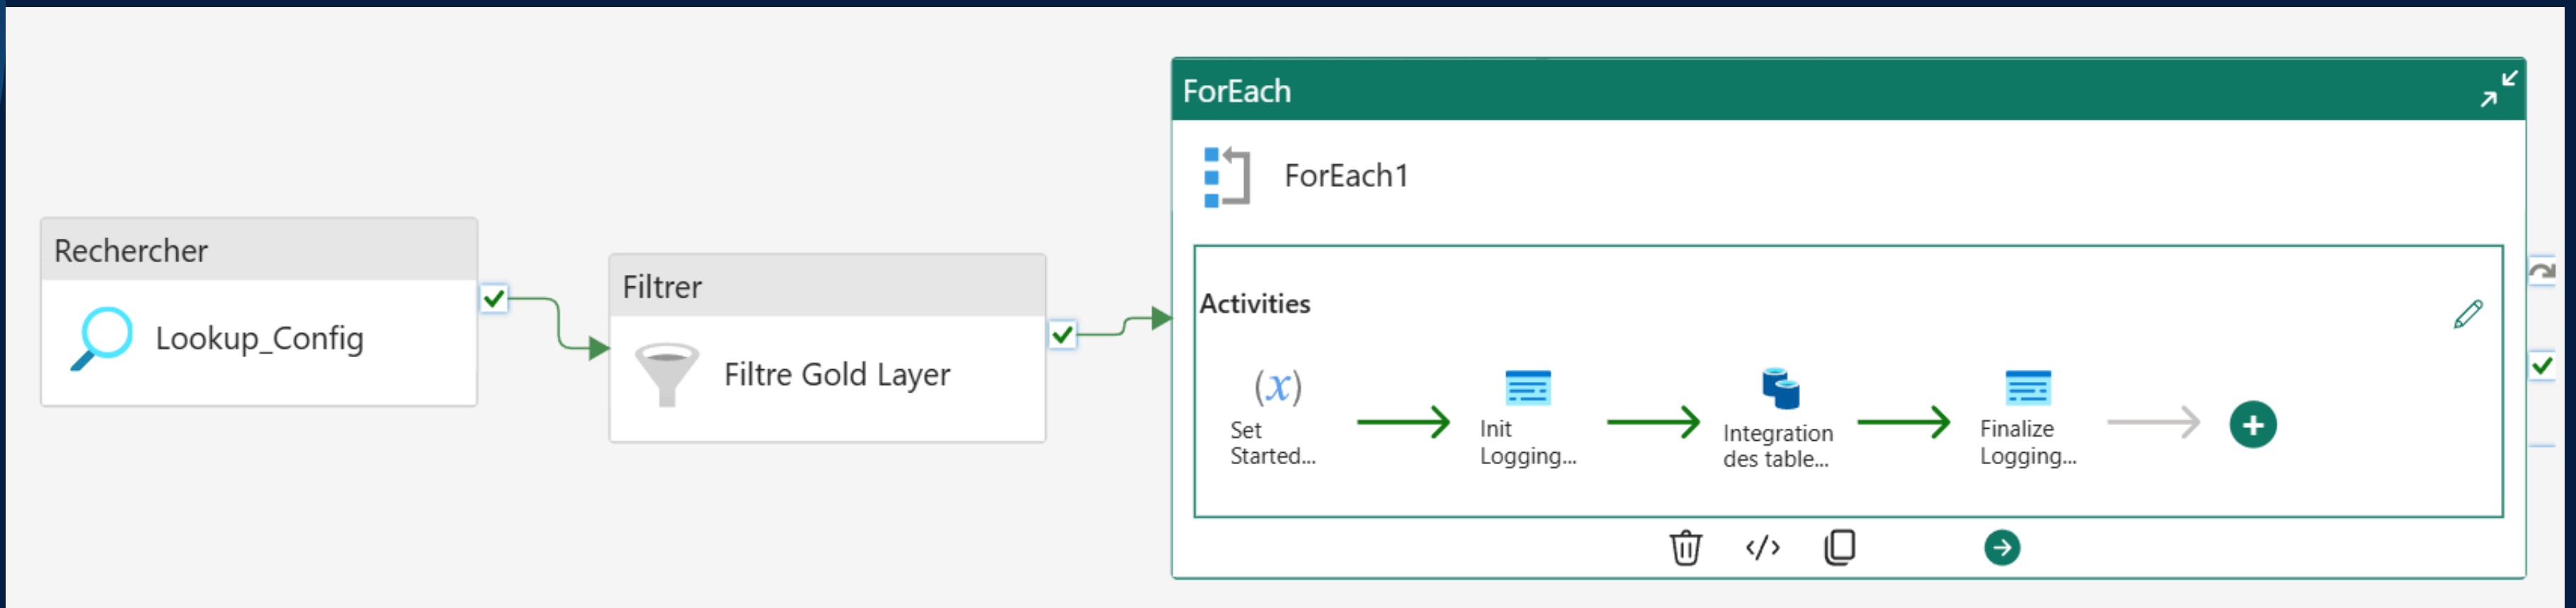 Rechercher
Lookup_Config
Filtrer
Filtre Gold Layer
ForEach
ForEach1
Activities
(x)
Set
Started...
Init
Logging...
Integration
des table...
Finalize
Logging...